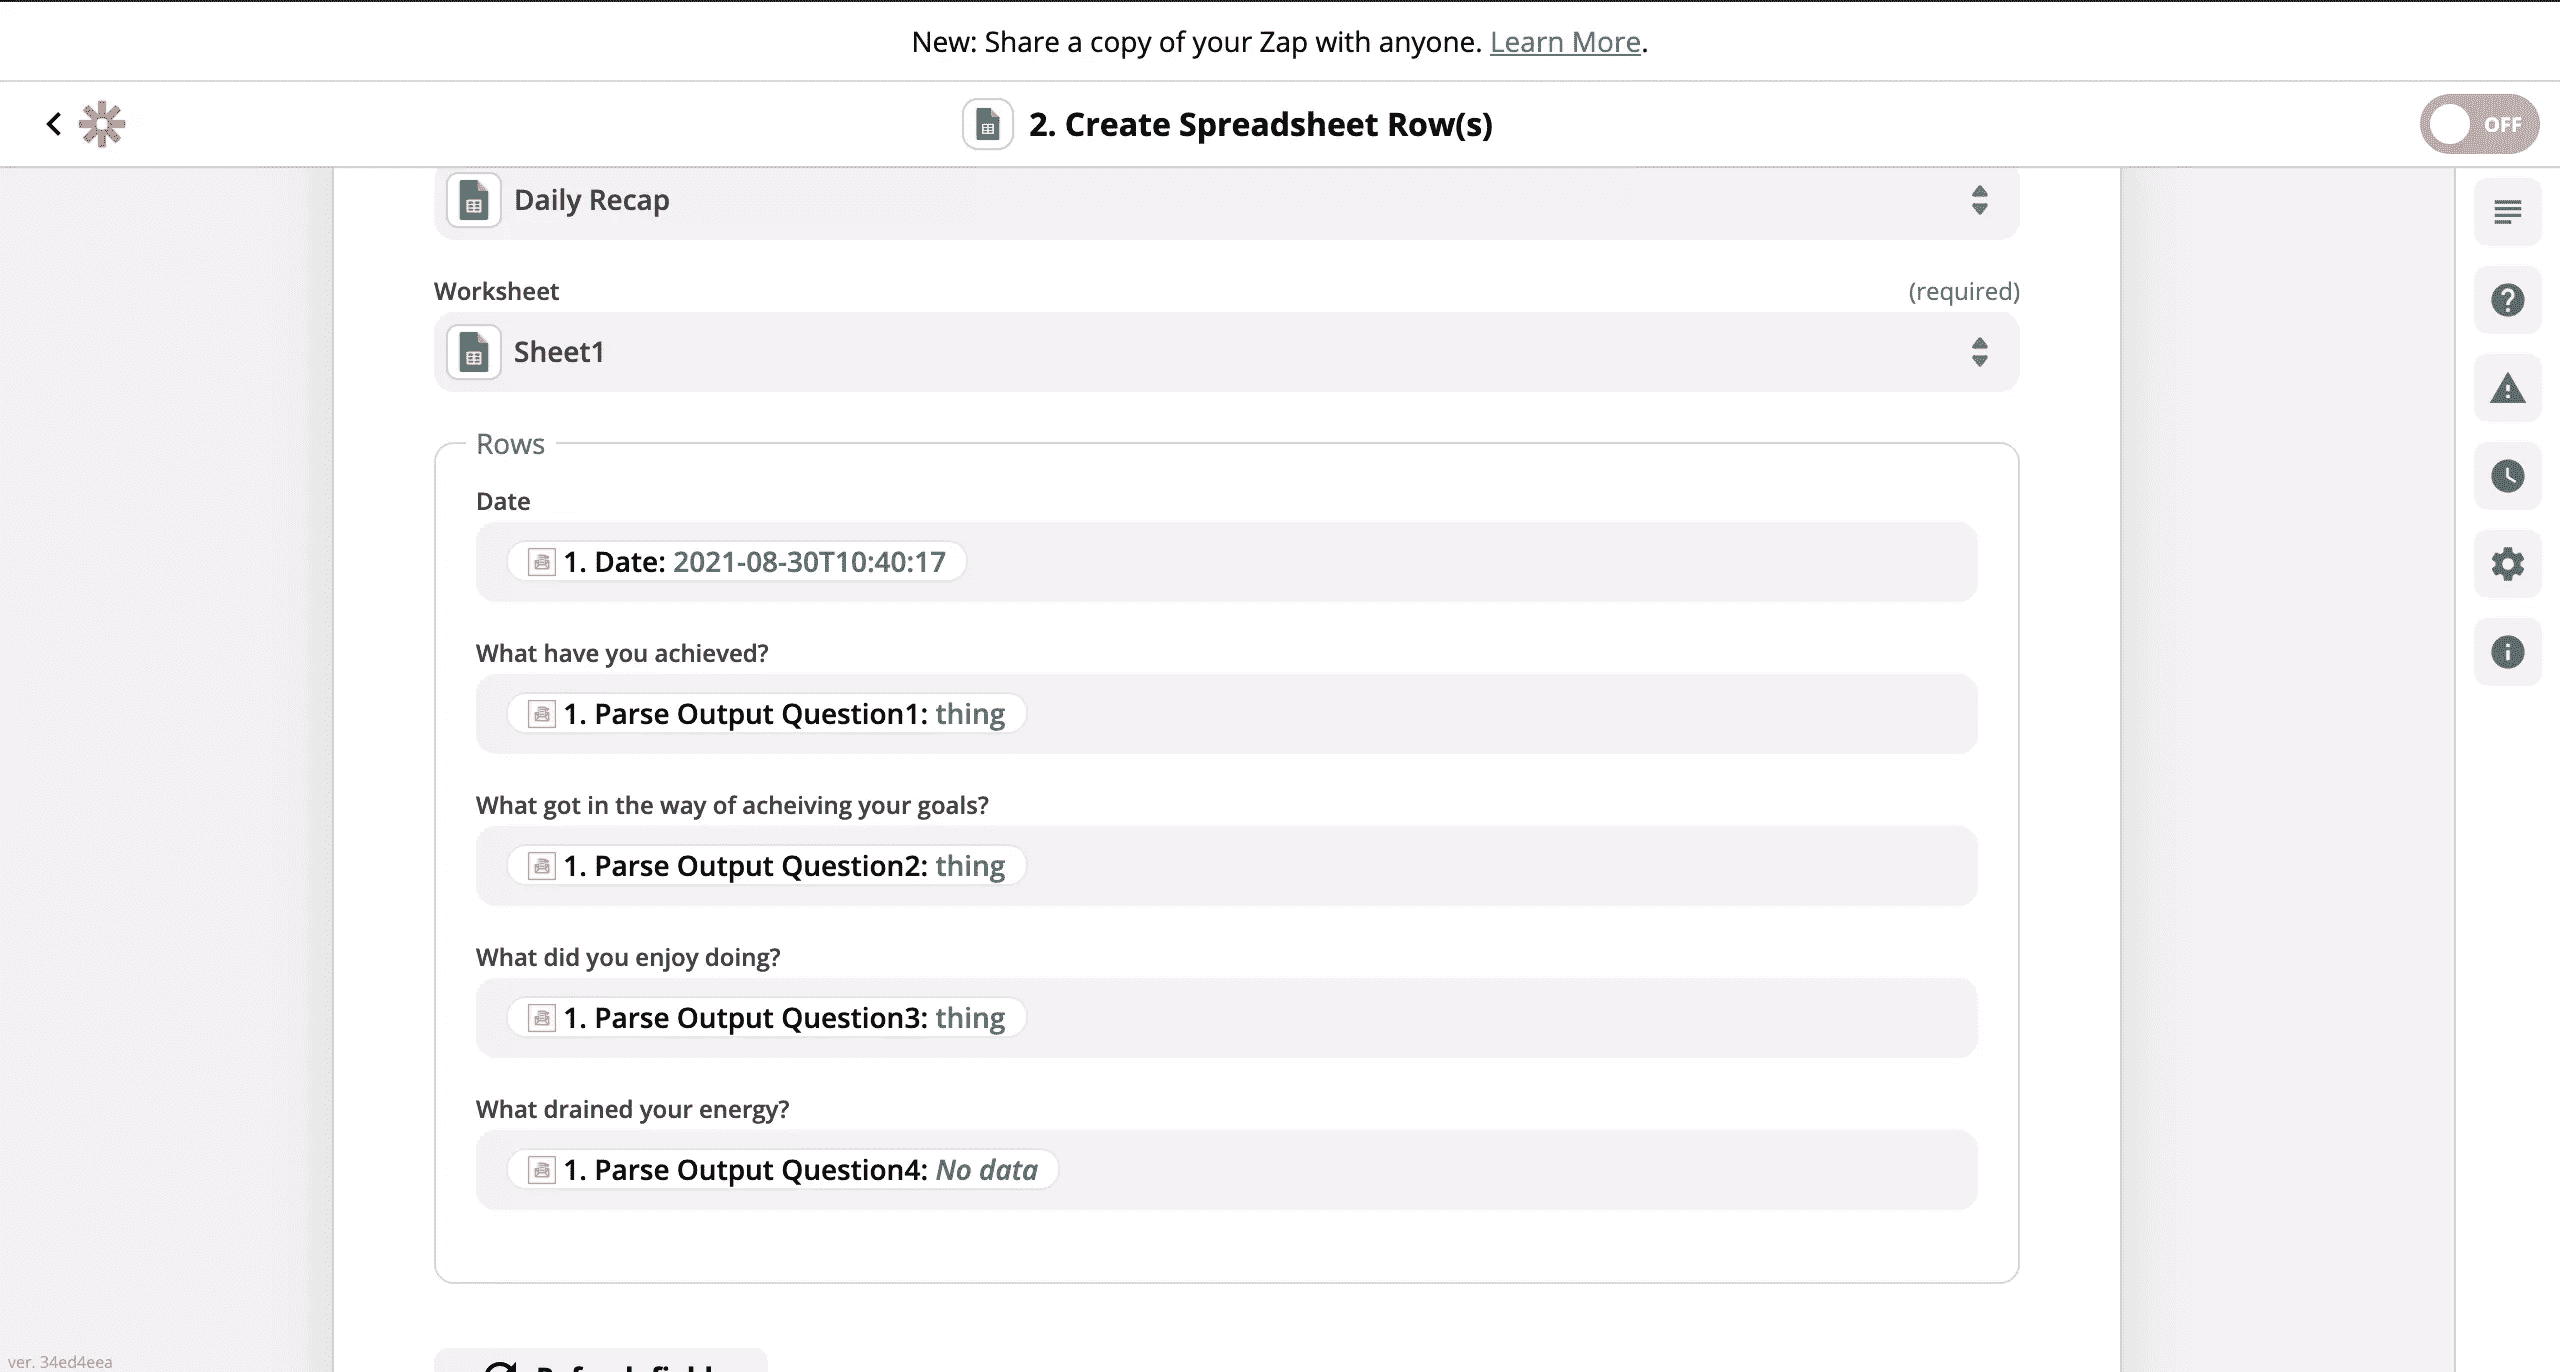 New: Share a copy of your Zap with anyone. Learn More.
2. Create Spreadsheet Row(s)
OFF
Daily Recap
Worksheet
(required)
Sheet1
Rows
Date
1. Date: 2021-08-30T10:40:17
What have you achieved?
1. Parse Output Question1: thing
What got in the way of acheiving your goals?
1. Parse Output Question2: thing
What did you enjoy doing?
1. Parse Output Question3: thing
What drained your energy?
1. Parse Output Question4: No data
ver. 34ed4eea